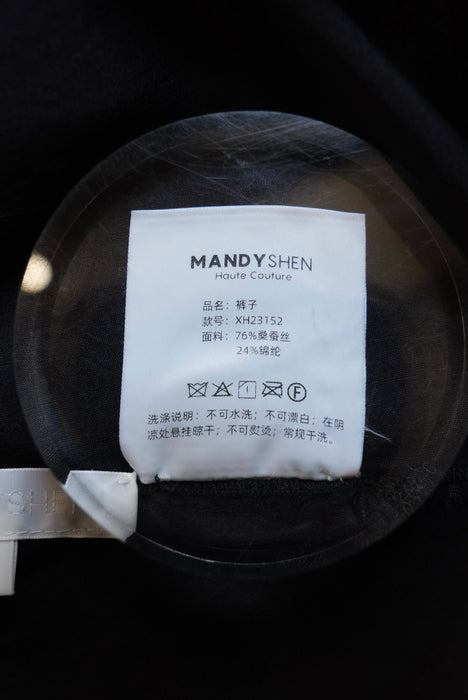 MANDYSHEN
Haute Couture
品名：裤子
款号：XH23152
面料：76%桑蚕丝
24%锦纶
洗涤说明：不可水洗；不可漂白；在阴
凉处悬挂晾干；不可熨烫；常规干洗。